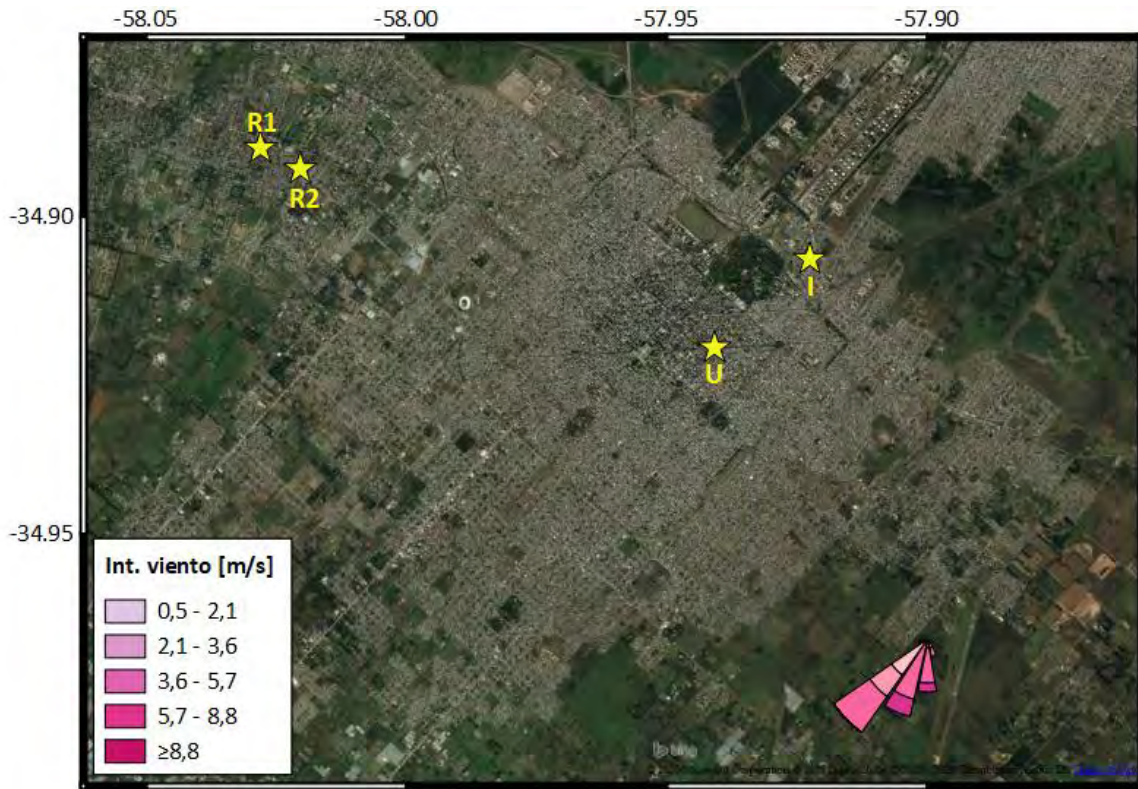 -58.05 -58.00 -57.95 -57.90
R1
R2
-34.90
I
U
-34.95
Int. viento [m/s]
0,5 - 2,1
2,1 - 3,6
3,6 - 5,7
5,7 - 8,8
≥8,8